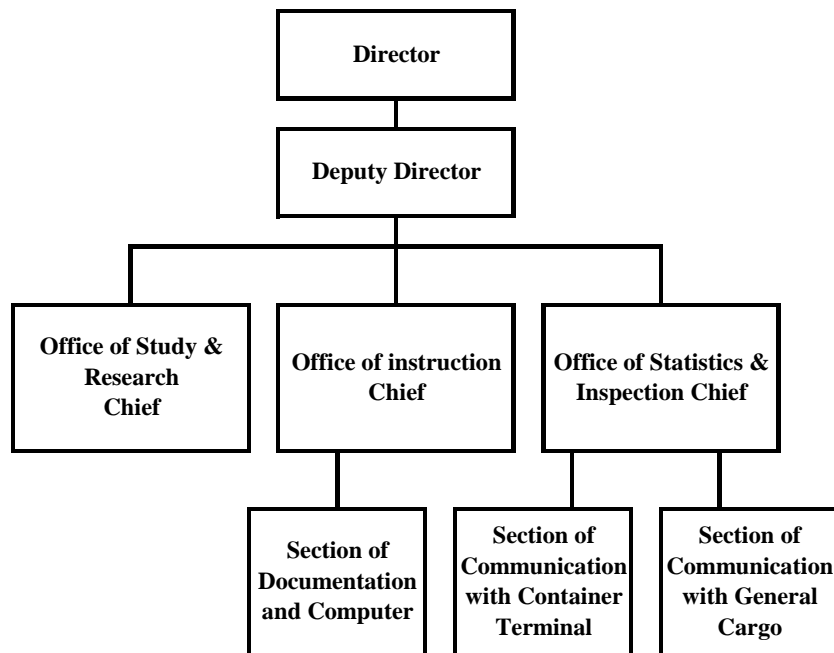 Director
Deputy Director
Office of Study &
Research
Chief
Office of instruction
Chief
Office of Statistics &
Inspection Chief
Section of
Documentation
and Computer
Section of
Communication
with Container
Terminal
Section of
Communication
with General
Cargo